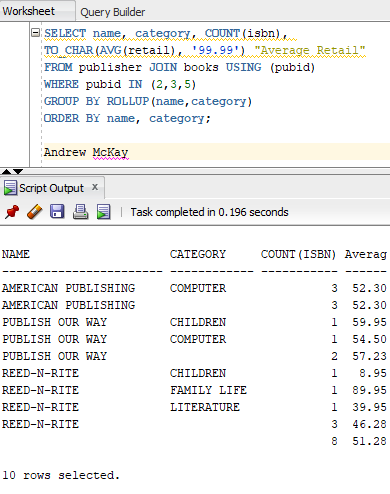 Worksheet Query Builder
SELECT name, category, COUNT(isbn),
TO_CHAR(AVG(retail), '99.99') "Average Retail"
FROM publisher JOIN books USING (pubid)
WHERE pubid IN (2,3,5)
GROUP BY ROLLUP(name,category)
ORDER BY name, category;
Andrew McKay
Script Output x
Task completed in 0.196 seconds
NAME CATEGORY COUNT(ISBN) Averag
----------------------- ------------ ----------- ------
AMERICAN PUBLISHING COMPUTER 3 52.30
AMERICAN PUBLISHING 3 52.30
PUBLISH OUR WAY CHILDREN 1 59.95
PUBLISH OUR WAY COMPUTER 1 54.50
PUBLISH OUR WAY 2 57.23
REED-N-RITE CHILDREN 1 8.95
REED-N-RITE FAMILY LIFE 1 89.95
REED-N-RITE LITERATURE 1 39.95
REED-N-RITE 3 46.28
8 51.28
10 rows selected.